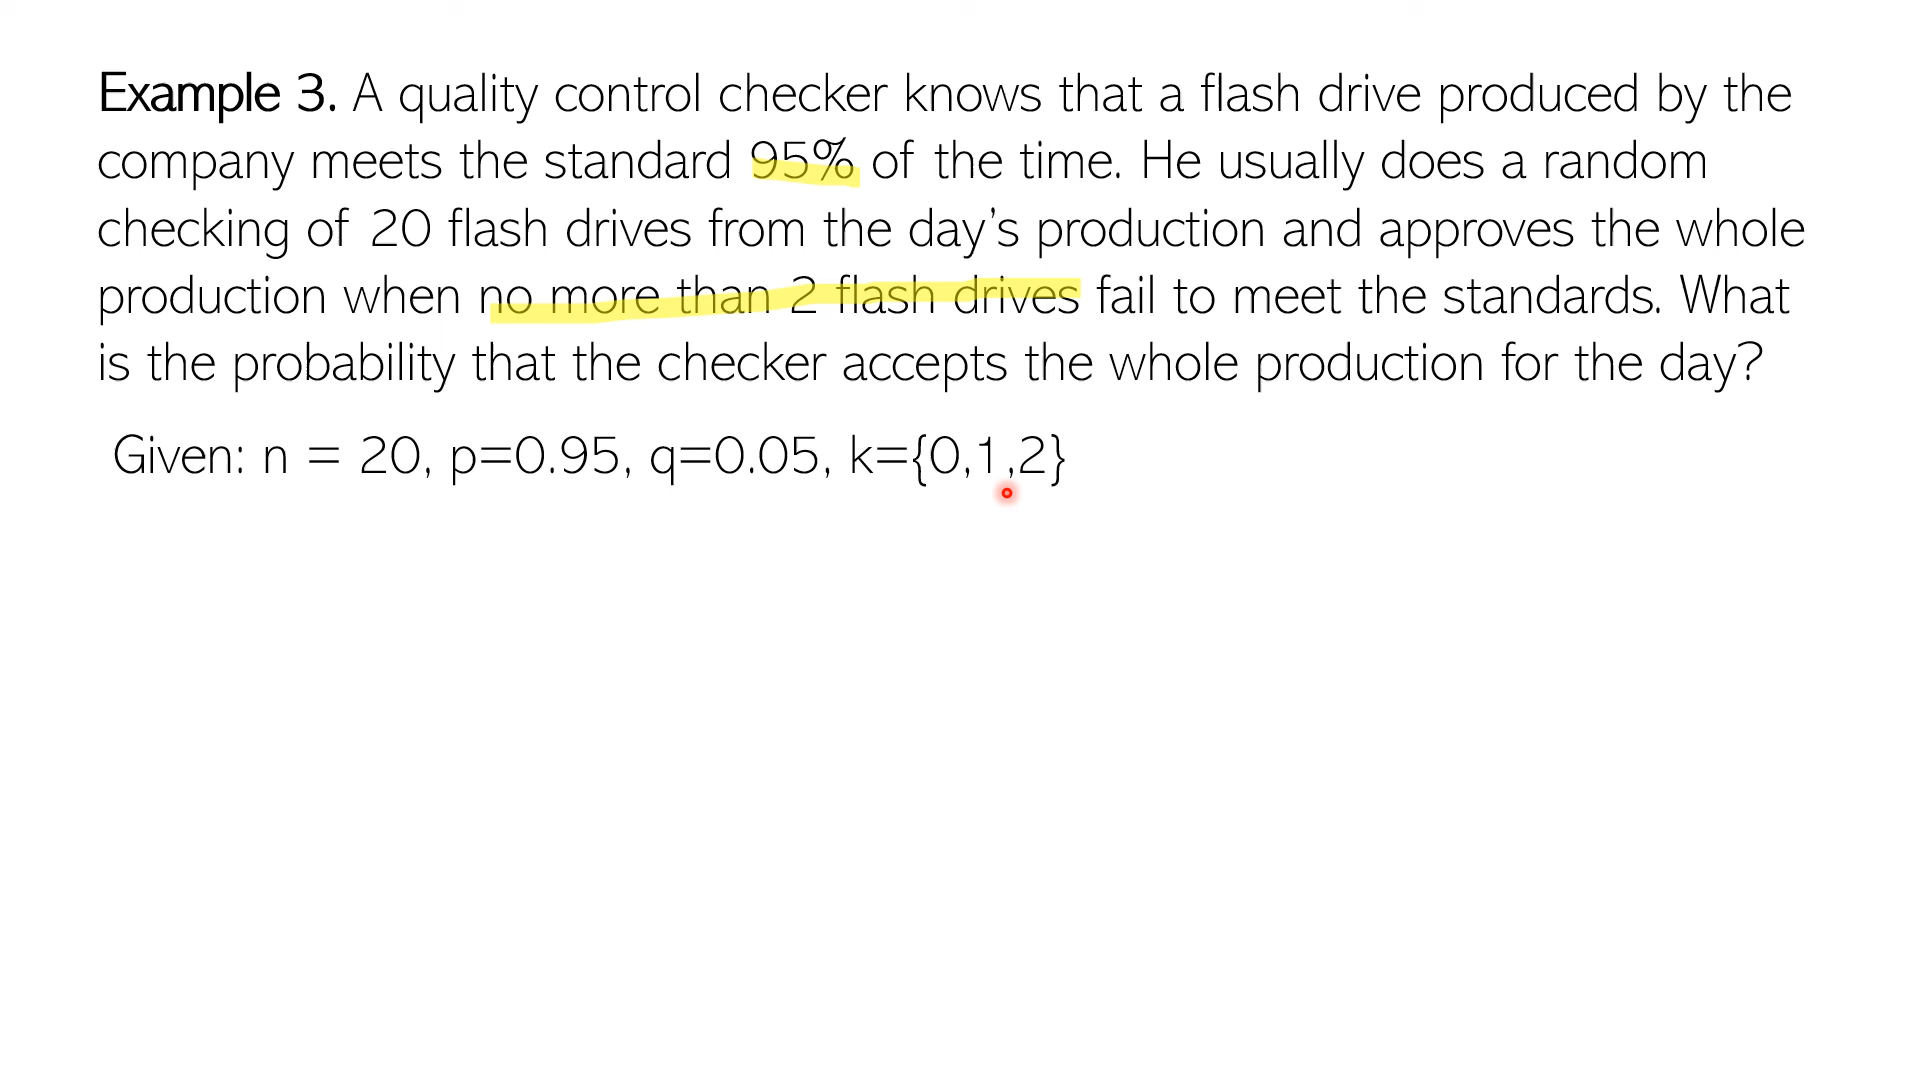 Example 3. A quality control checker knows that a flash drive produced by the
company meets the standard 95% of the time. He usually does a random
checking of 20 flash drives from the day’s production and approves the whole
production when no more than 2 flash drives fail to meet the standards. What
is the probability that the checker accepts the whole production for the day?
Given: n = 20, p=0.95, q=0.05, k={0,1,2}